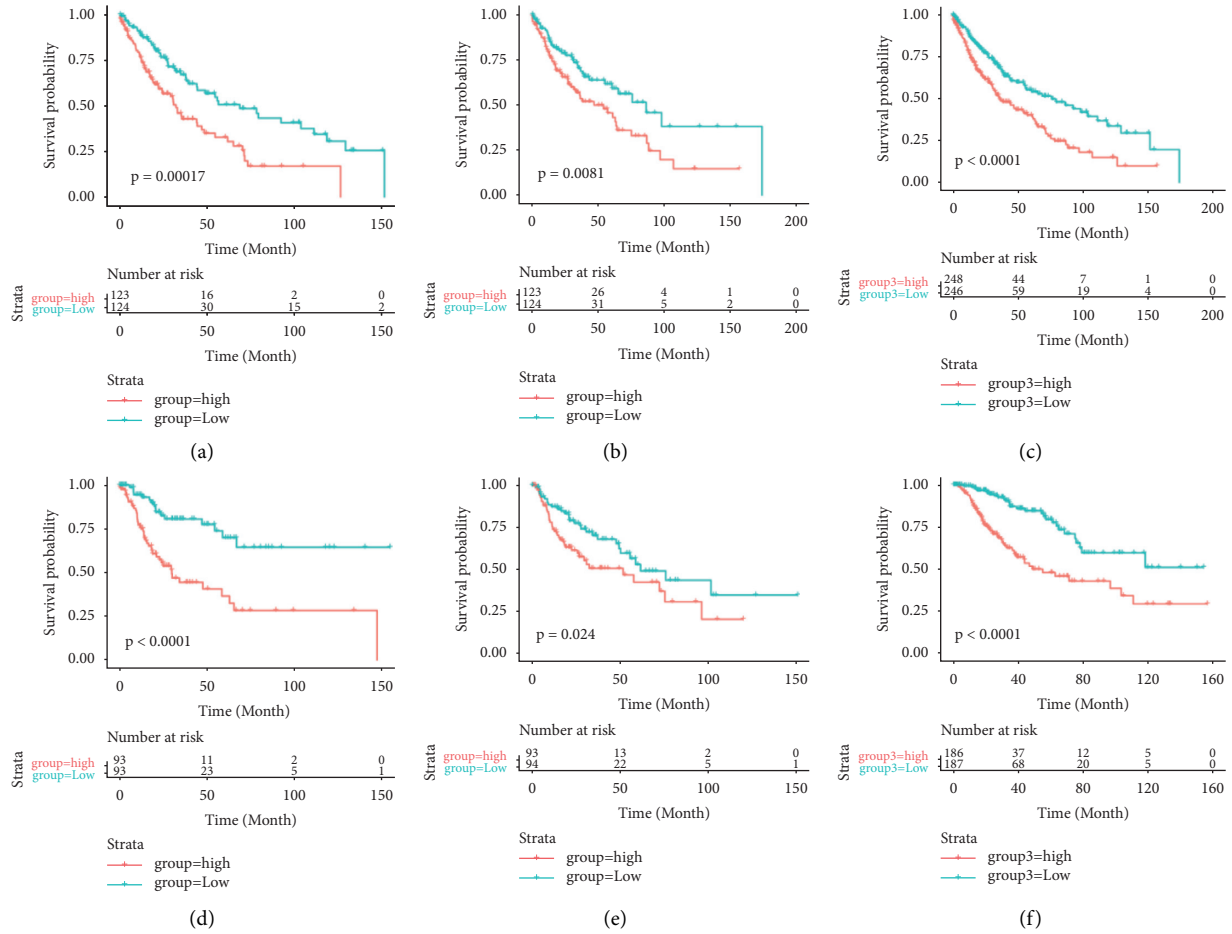 1.00
0.75
0.50
0.25
0.00
Survival probability
p = 0.00017
0 50 100 150
Time (Month)
Number at risk
Strata
group=high 123 16 2 0
group=Low 124 30 15 2
0 50 100 150
Time (Month)
Strata
group=high
group=Low
(a)
1.00
0.75
0.50
0.25
0.00
Survival probability
p = 0.0081
0 50 100 150 200
Time (Month)
Number at risk
Strata
group=high 123 26 4 1 0
group=Low 124 31 5 2 0
0 50 100 150 200
Time (Month)
Strata
group=high
group=Low
(b)
1.00
0.75
0.50
0.25
0.00
Survival probability
p < 0.0001
0 50 100 150 200
Time (Month)
Number at risk
Strata
group3=high 248 44 7 1 0
group3=Low 246 59 19 4 0
0 50 100 150 200
Time (Month)
Strata
group3=high
group3=Low
(c)
1.00
0.75
0.50
0.25
0.00
Survival probability
p < 0.0001
0 50 100 150
Time (Month)
Number at risk
Strata
group=high 93 11 2 0
group=Low 93 23 5 1
0 50 100 150
Time (Month)
Strata
group=high
group=Low
(d)
1.00
0.75
0.50
0.25
0.00
Survival probability
p = 0.024
0 50 100 150
Time (Month)
Number at risk
Strata
group=high 93 13 2 0
group=Low 94 22 5 1
0 50 100 150
Time (Month)
Strata
group=high
group=Low
(e)
1.00
0.75
0.50
0.25
0.00
Survival probability
p < 0.0001
0 40 80 120 160
Time (Month)
Number at risk
Strata
group3=high 186 37 12 5 0
group3=Low 187 68 20 5 0
0 40 80 120 160
Time (Month)
Strata
group3=high
group3=Low
(f)